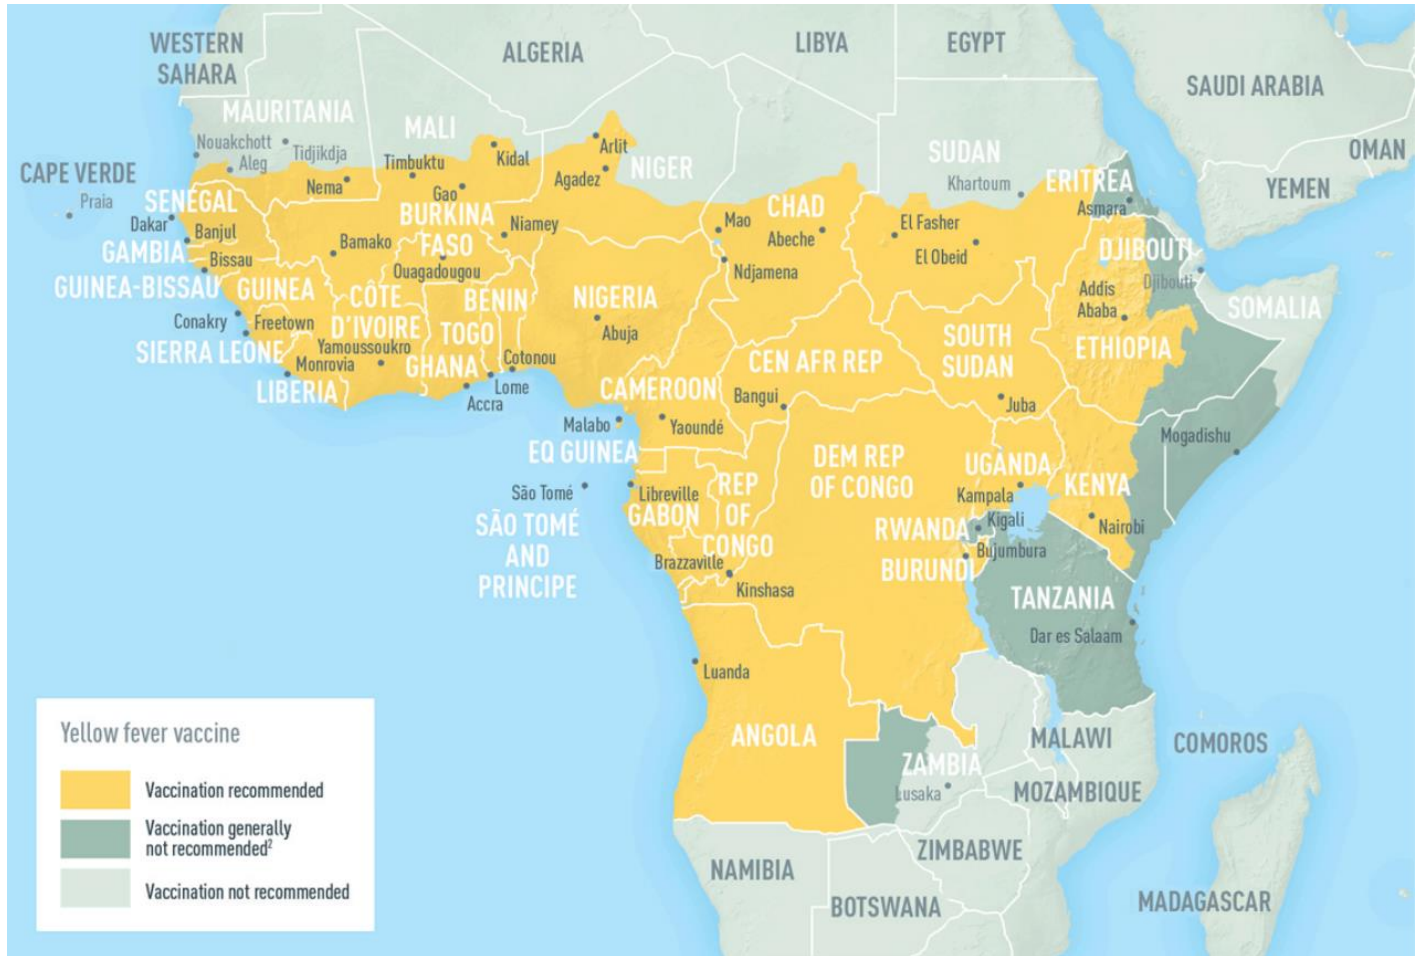 WESTERN
SAHARA
ALGERIA
LIBYA
EGYPT
SAUDI ARABIA
MAURITANIA
MALI
NIGER
SUDAN
OMAN
YEMEN
Nouakchott
Aleg
Tidjikdja
Timbuktu
Kidal
Arlit
Agadez
Khartoum
ERITREA
Asmara
CAPE VERDE
Praia
Nema
Gao
SENEGAL
Dakar
Banjul
GAMBIA
Bissau
GUINEA-BISSAU
BURKINA
FASO
Ouagadougou
Niamey
Bamako
Mao
CHAD
Abeche
Ndjamena
El Fasher
El Obeid
DJIBOUTI
Djibouti
Addis
Ababa
SOMALIA
GUINEA
CÔTE
D'IVOIRE
Yamoussoukro
BENIN
TOGO
GHANA
NIGERIA
Abuja
Conakry
Freetown
SIERRA LEONE
Monrovia
LIBERIA
Cotonou
Lome
Accra
CEN AFR REP
Bangui
SOUTH
SUDAN
Juba
ETHIOPIA
CAMEROON
Yaoundé
Malabo
EQ GUINEA
Mogadishu
São Tomé
SÃO TOMÉ
AND
PRINCIPE
Libreville
GABON
REP
OF
CONGO
DEM REP
OF CONGO
UGANDA
Kampala
KENYA
Nairobi
RWANDA
Kigali
Bujumbura
BURUNDI
Brazzaville
Kinshasa
TANZANIA
Dar es Salaam
Luanda
ANGOLA
ZAMBIA
Lusaka
MALAWI
MOZAMBIQUE
COMOROS
ZIMBABWE
NAMIBIA
BOTSWANA
MADAGASCAR
Yellow fever vaccine
Vaccination recommended
Vaccination generally
not recommended²
Vaccination not recommended